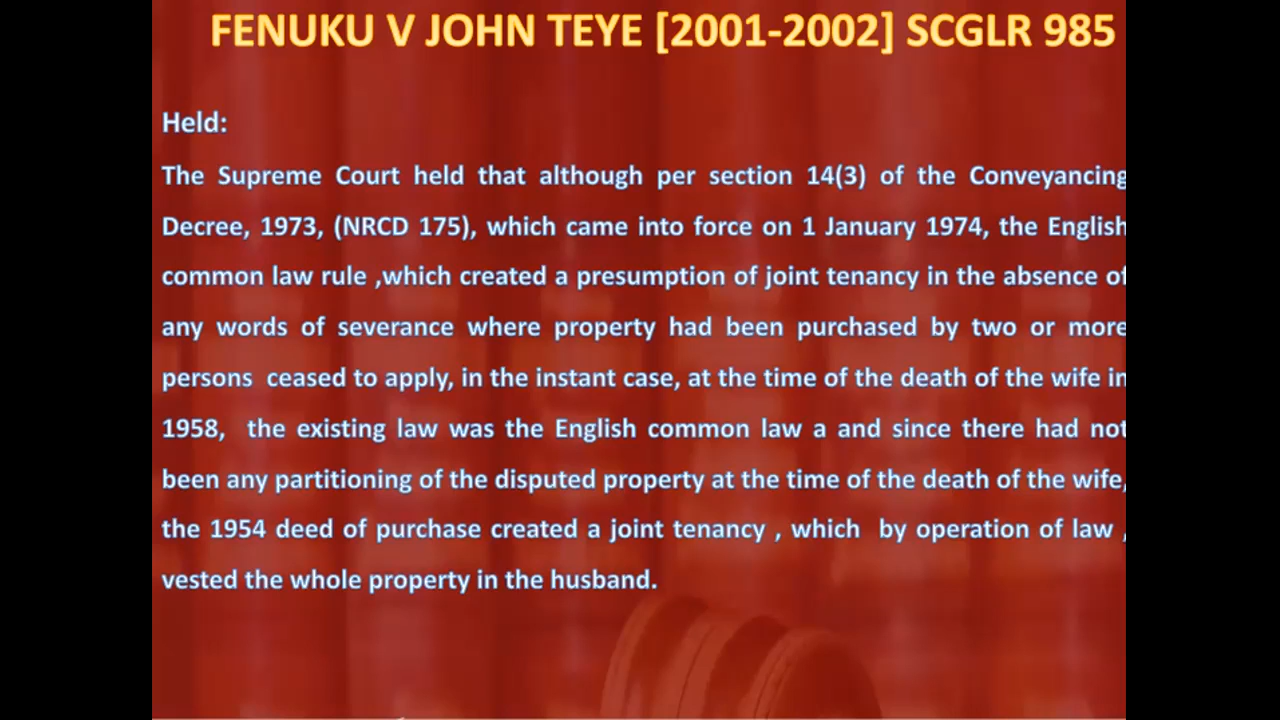 FENUKU V JOHN TEYE [2001-2002] SCGLR 985
Held:
The Supreme Court held that although per section 14(3) of the Conveyancing
Decree, 1973, (NRCD 175), which came into force on 1 January 1974, the English
common law rule ,which created a presumption of joint tenancy in the absence of
any words of severance where property had been purchased by two or more
persons ceased to apply, in the instant case, at the time of the death of the wife in
1958, the existing law was the English common law a and since there had not
been any partitioning of the disputed property at the time of the death of the wife,
the 1954 deed of purchase created a joint tenancy , which by operation of law ,
vested the whole property in the husband.